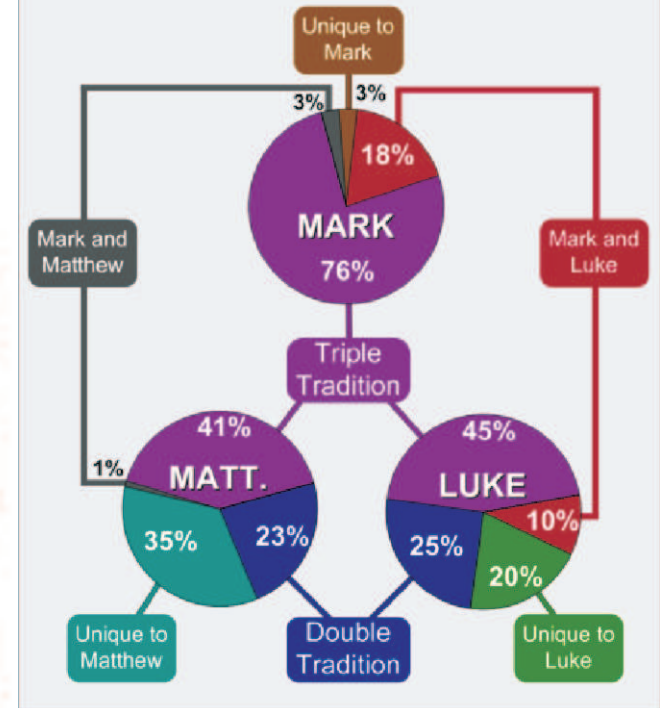 Unique to
Mark
3%
3%
18%
MARK
76%
Mark and
Matthew
Mark and
Luke
Triple
Tradition
41%
1%
MATT.
35%
23%
45%
LUKE
10%
25%
20%
Unique to
Matthew
Double
Tradition
Unique to
Luke